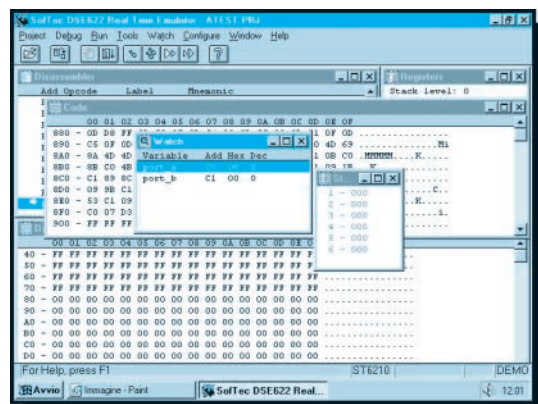 SofTec DSE622 Real Time Emulator - ATEST.PRJ
Project Debug Run Tools Watch Configure Window Help
Disassembler
Registers
Add Opcode Label Mnemonic
Stack level: 0
Code
00 01 02 03 04 05 06 07 08 09 0A 0B 0C 0D 0E 0F
880 - 0D D8 FF
890 - C5 0F 0D
8A0 - 8A 4D 4D
8B0 - 8B C0 4B
8C0 - C1 89 8C
8D0 - 09 9B C1
8E0 - 53 C1 09
8F0 - C0 07 D3
900 - FF FF FF
Watch
Variable Add Hex Dec
port_a C0 00 0
port_b C1 00 0
1 - 000
2 - 000
3 - 000
4 - 000
5 - 000
6 - 000
00 01 02 03 04 05 06 07 08 09 0A 0B 0C 0D 0E
40 - FF FF FF FF FF FF FF FF FF FF FF FF FF FF FF
50 - FF FF FF FF FF FF FF FF FF FF FF FF FF FF FF
60 - FF FF FF FF FF FF FF FF FF FF FF FF FF FF FF
70 - FF FF FF FF FF FF FF FF FF FF FF FF FF FF FF FF
80 - 00 00 00 00 00 00 00 00 00 00 00 00 00 00 00 00
90 - 00 00 00 00 00 00 00 00 00 00 00 00 00 00 00 00
A0 - 00 00 00 00 00 00 00 00 00 00 00 00 00 00 00 00
B0 - 00 00 00 00 00 00 00 00 00 00 00 00 00 00 00 00
C0 - 00 00 00 00 00 00 00 00 00 00 00 00 00 00 00 00
D0 - 00 00 00 00 00 00 00 00 00 00 00 00 00 00 00 00
For Help, press F1 ST6210 DEMO
Avvio Immagine - Paint SofTec DSE622 Real... 12.01